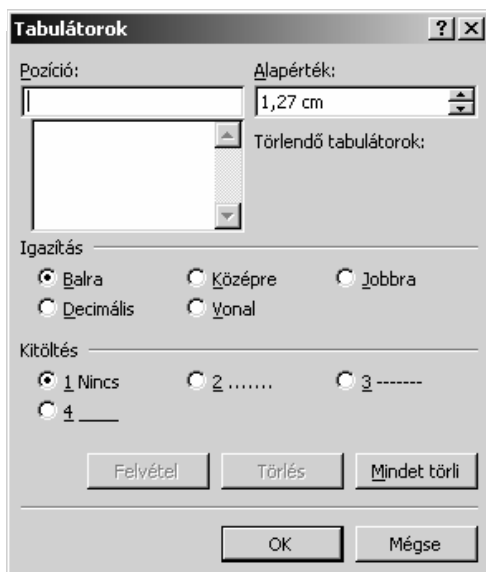 Tabulátorok
Pozíció: Alapérték:
1,27 cm
Törlendő tabulátorok:
Igazítás
Balra Középre Jobbra
Decimális Vonal
Kitöltés
1 Nincs 2 ....... 3 -------
4 ____
Felvétel Törlés Mindet törli
OK Mégse